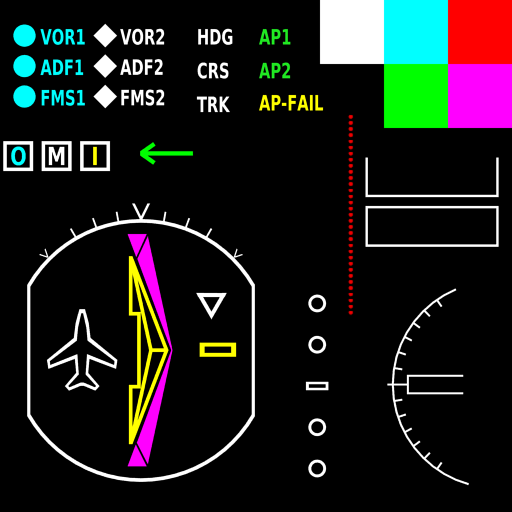 VOR1 VOR2 HDG AP1
ADF1 ADF2 CRS AP2
FMS1 FMS2 TRK AP-FAIL
O M I